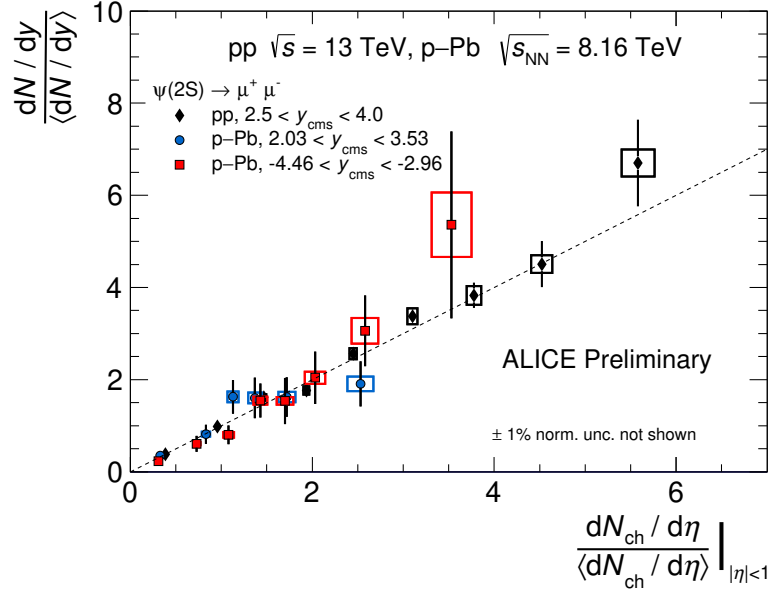 dN / dy
⟨dN / dy⟩
10
8
6
4
2
0
pp √s = 13 TeV, p−Pb √sNN = 8.16 TeV
ψ(2S) → μ+ μ-
pp, 2.5 < ycms < 4.0
p−Pb, 2.03 < ycms < 3.53
p−Pb, -4.46 < ycms < -2.96
ALICE Preliminary
± 1% norm. unc. not shown
0 2 4 6
dNch / dη
⟨dNch / dη⟩ |η|<1